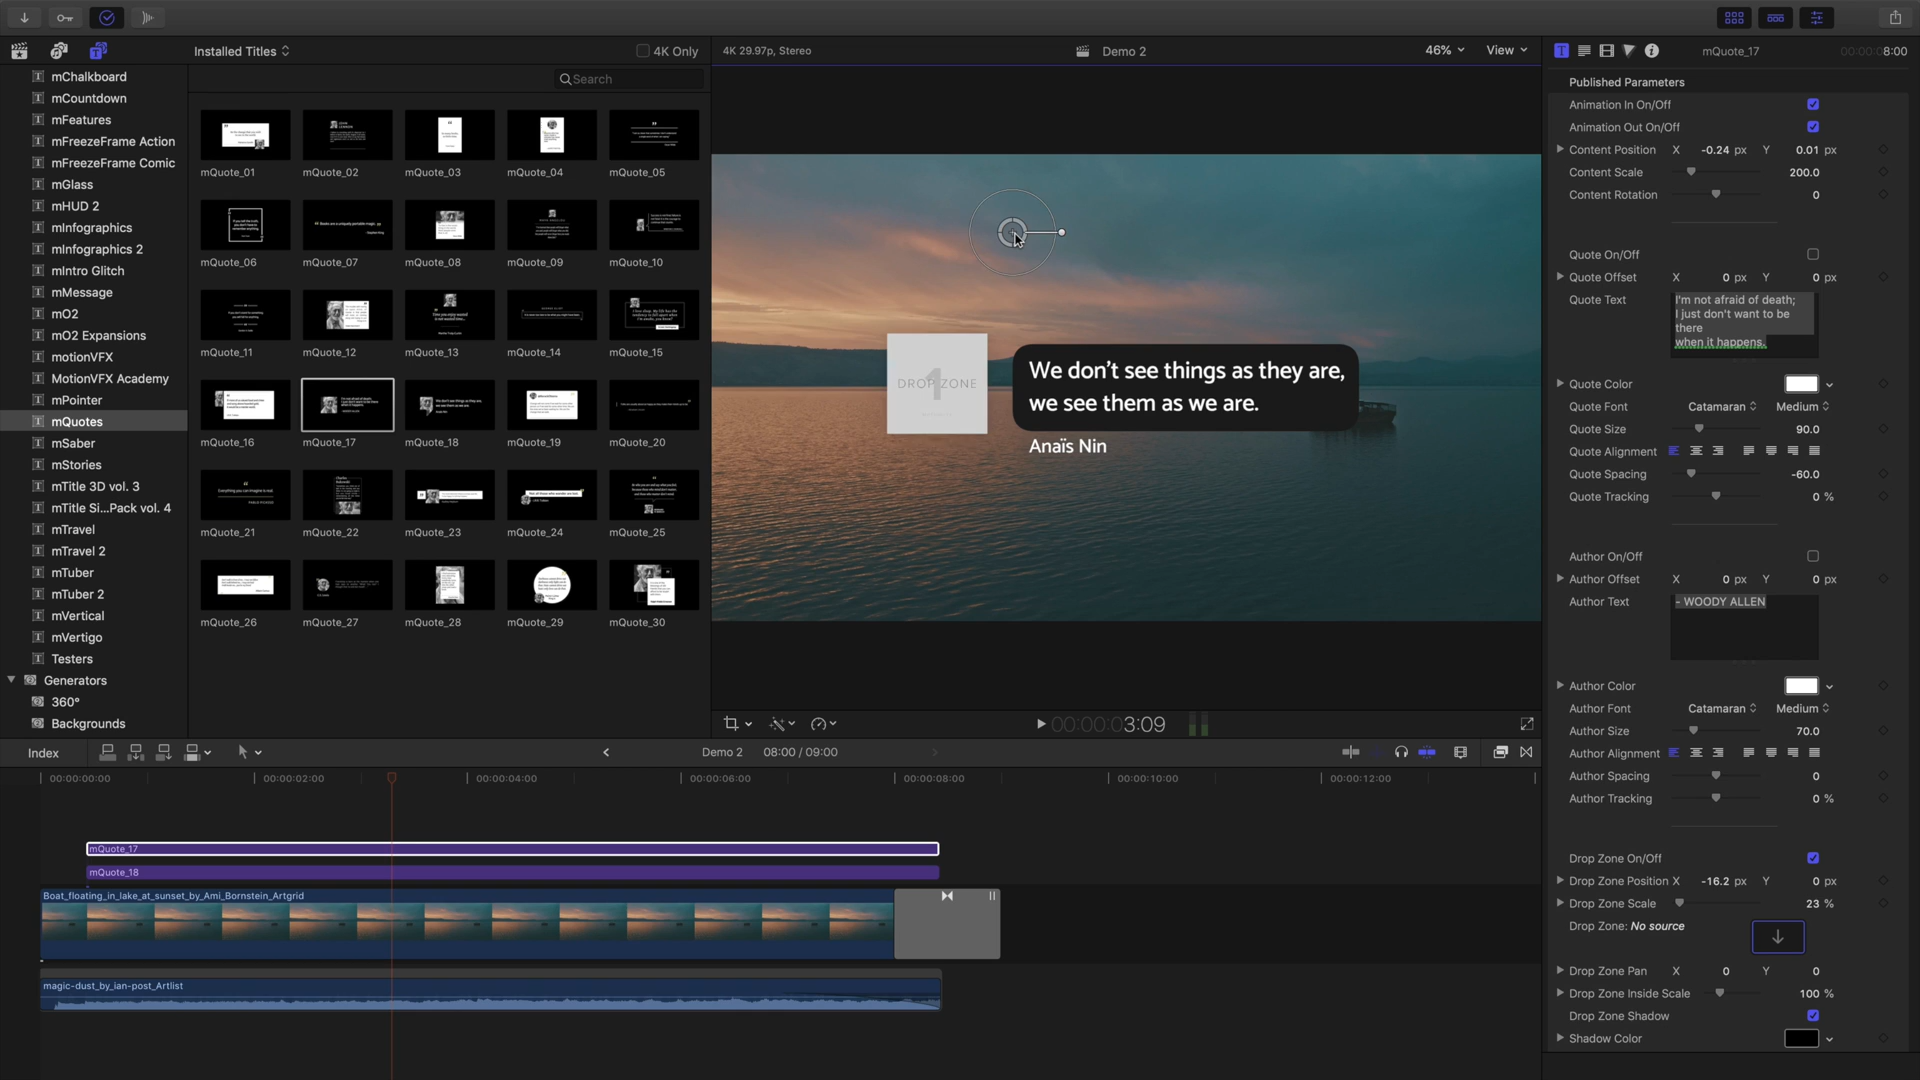 Installed Titles
4K Only
4K 29.97p, Stereo
Demo 2
46%
View
mQuote_17
00:00:08:00
Search
mChalkboard
mCountdown
mFeatures
mFreezeFrame Action
mFreezeFrame Comic
mGlass
mHUD 2
mInfographics
mInfographics 2
mIntro Glitch
mMessage
mO2
mO2 Expansions
motionVFX
MotionVFX Academy
mPointer
mQuotes
mSaber
mStories
mTitle 3D vol. 3
mTitle Si...Pack vol. 4
mTravel
mTravel 2
mTuber
mTuber 2
mVertical
mVertigo
Testers
Generators
360°
Backgrounds
mQuote_01
mQuote_02
mQuote_03
mQuote_04
mQuote_05
mQuote_06
mQuote_07
mQuote_08
mQuote_09
mQuote_10
mQuote_11
mQuote_12
mQuote_13
mQuote_14
mQuote_15
mQuote_16
mQuote_17
mQuote_18
mQuote_19
mQuote_20
mQuote_21
mQuote_22
mQuote_23
mQuote_24
mQuote_25
mQuote_26
mQuote_27
mQuote_28
mQuote_29
mQuote_30
DROP ZONE
1
We don't see things as they are,
we see them as we are.
Anaïs Nin
00:00:03:09
Published Parameters
Animation In On/Off
Animation Out On/Off
Content Position X -0.24 px Y 0.01 px
Content Scale 200.0
Content Rotation 0
Quote On/Off
Quote Offset X 0 px Y 0 px
Quote Text
I'm not afraid of death;
I just don't want to be
there
when it happens.
Quote Color
Quote Font Catamaran Medium
Quote Size 90.0
Quote Alignment
Quote Spacing -60.0
Quote Tracking 0 %
Author On/Off
Author Offset X 0 px Y 0 px
Author Text - WOODY ALLEN
Author Color
Author Font Catamaran Medium
Author Size 70.0
Author Alignment
Author Spacing 0
Author Tracking 0 %
Drop Zone On/Off
Drop Zone Position X -16.2 px Y 0 px
Drop Zone Scale 23 %
Drop Zone: No source
Drop Zone Pan X 0 Y 0
Drop Zone Inside Scale 100 %
Drop Zone Shadow
Shadow Color
Index
Demo 2 08:00 / 09:00
00:00:00:00
00:00:02:00
00:00:04:00
00:00:06:00
00:00:08:00
00:00:10:00
00:00:12:00
mQuote_17
mQuote_18
Boat_floating_in_lake_at_sunset_by_Ami_Bornstein_Artgrid
magic-dust_by_ian-post_Artlist